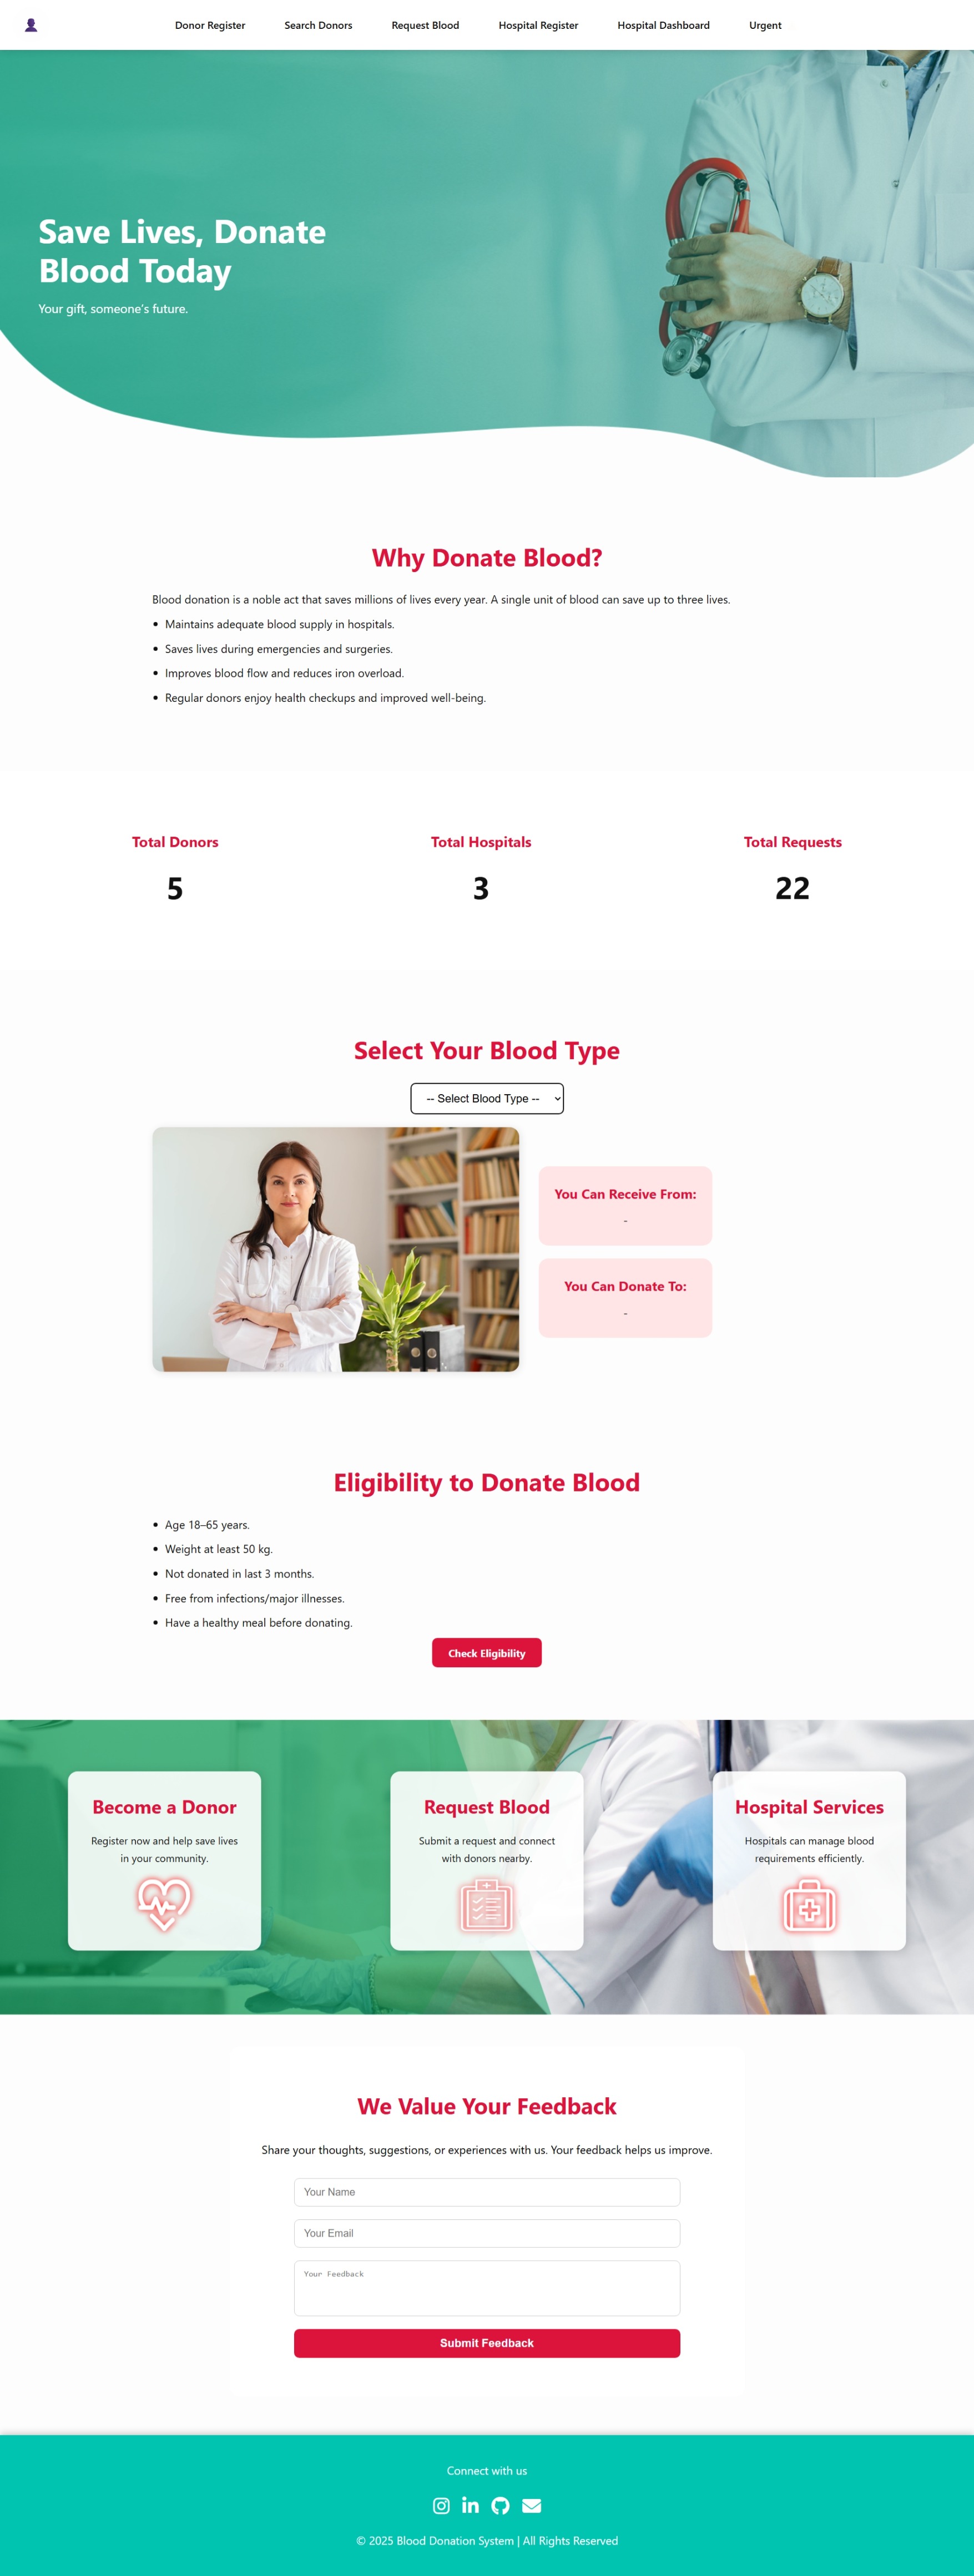 Donor Register
Search Donors
Request Blood
Hospital Register
Hospital Dashboard
Urgent
Save Lives, Donate
Blood Today
Your gift, someone's future.
Why Donate Blood?
Blood donation is a noble act that saves millions of lives every year. A single unit of blood can save up to three lives.
Maintains adequate blood supply in hospitals.
Saves lives during emergencies and surgeries.
Improves blood flow and reduces iron overload.
Regular donors enjoy health checkups and improved well-being.
Total Donors
5
Total Hospitals
3
Total Requests
22
Select Your Blood Type
-- Select Blood Type --
You Can Receive From:
-
You Can Donate To:
-
Eligibility to Donate Blood
Age 18–65 years.
Weight at least 50 kg.
Not donated in last 3 months.
Free from infections/major illnesses.
Have a healthy meal before donating.
Check Eligibility
Become a Donor
Register now and help save lives
in your community.
Request Blood
Submit a request and connect
with donors nearby.
Hospital Services
Hospitals can manage blood
requirements efficiently.
We Value Your Feedback
Share your thoughts, suggestions, or experiences with us. Your feedback helps us improve.
Your Name
Your Email
Your Feedback
Submit Feedback
Connect with us
© 2025 Blood Donation System | All Rights Reserved